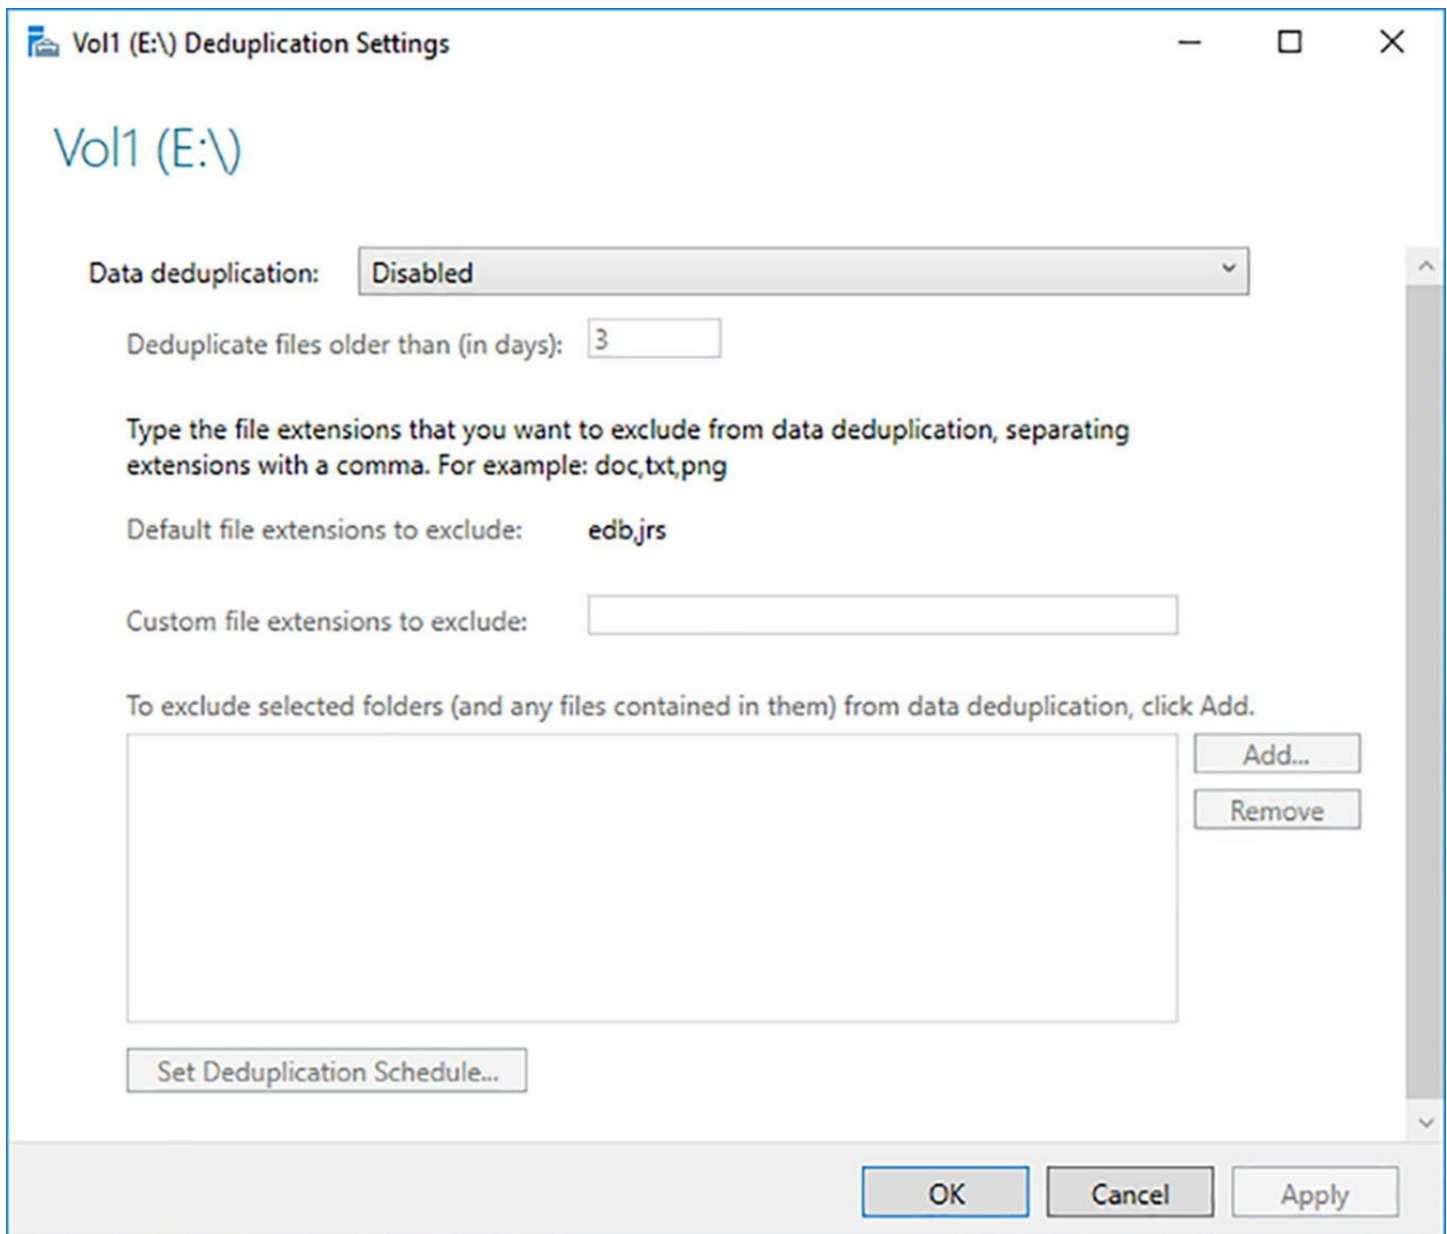 Vol1 (E:\) Deduplication Settings
Vol1 (E:\)
Data deduplication: Disabled
Deduplicate files older than (in days): 3
Type the file extensions that you want to exclude from data deduplication, separating
extensions with a comma. For example: doc,txt,png
Default file extensions to exclude: edb,jrs
Custom file extensions to exclude:
To exclude selected folders (and any files contained in them) from data deduplication, click Add.
Add...
Remove
Set Deduplication Schedule...
OK Cancel Apply